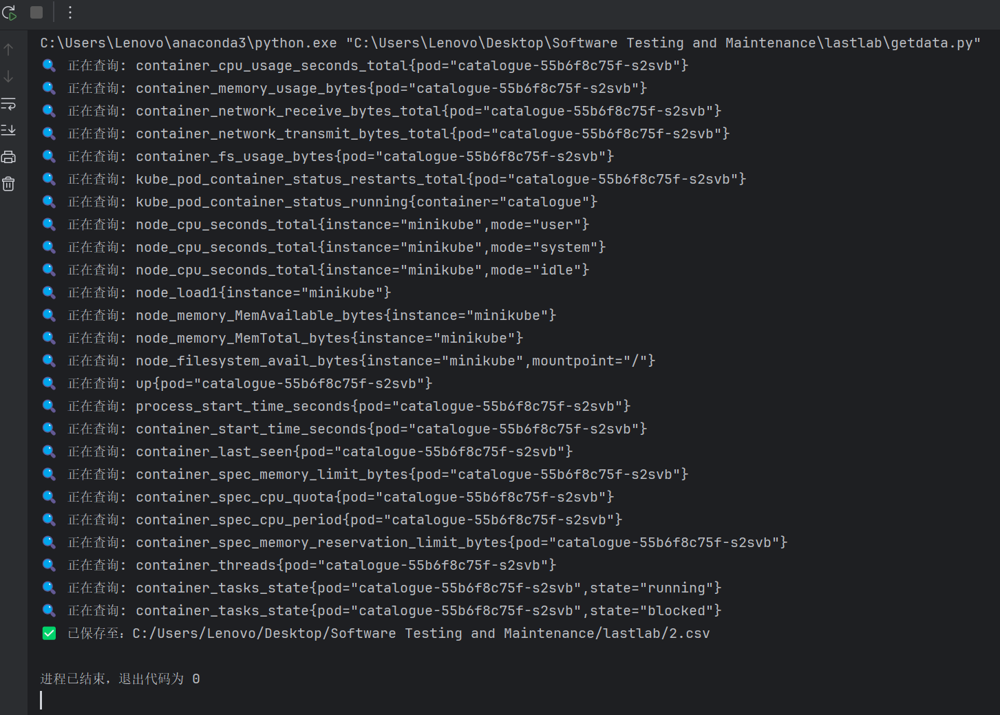 C:\Users\Lenovo\anaconda3\python.exe "C:\Users\Lenovo\Desktop\Software Testing and Maintenance\lastlab\getdata.py"
正在查询: container_cpu_usage_seconds_total{pod="catalogue-55b6f8c75f-s2svb"}
正在查询: container_memory_usage_bytes{pod="catalogue-55b6f8c75f-s2svb"}
正在查询: container_network_receive_bytes_total{pod="catalogue-55b6f8c75f-s2svb"}
正在查询: container_network_transmit_bytes_total{pod="catalogue-55b6f8c75f-s2svb"}
正在查询: container_fs_usage_bytes{pod="catalogue-55b6f8c75f-s2svb"}
正在查询: kube_pod_container_status_restarts_total{pod="catalogue-55b6f8c75f-s2svb"}
正在查询: kube_pod_container_status_running{container="catalogue"}
正在查询: node_cpu_seconds_total{instance="minikube",mode="user"}
正在查询: node_cpu_seconds_total{instance="minikube",mode="system"}
正在查询: node_cpu_seconds_total{instance="minikube",mode="idle"}
正在查询: node_load1{instance="minikube"}
正在查询: node_memory_MemAvailable_bytes{instance="minikube"}
正在查询: node_memory_MemTotal_bytes{instance="minikube"}
正在查询: node_filesystem_avail_bytes{instance="minikube",mountpoint="/"}
正在查询: up{pod="catalogue-55b6f8c75f-s2svb"}
正在查询: process_start_time_seconds{pod="catalogue-55b6f8c75f-s2svb"}
正在查询: container_start_time_seconds{pod="catalogue-55b6f8c75f-s2svb"}
正在查询: container_last_seen{pod="catalogue-55b6f8c75f-s2svb"}
正在查询: container_spec_memory_limit_bytes{pod="catalogue-55b6f8c75f-s2svb"}
正在查询: container_spec_cpu_quota{pod="catalogue-55b6f8c75f-s2svb"}
正在查询: container_spec_cpu_period{pod="catalogue-55b6f8c75f-s2svb"}
正在查询: container_spec_memory_reservation_limit_bytes{pod="catalogue-55b6f8c75f-s2svb"}
正在查询: container_threads{pod="catalogue-55b6f8c75f-s2svb"}
正在查询: container_tasks_state{pod="catalogue-55b6f8c75f-s2svb",state="running"}
正在查询: container_tasks_state{pod="catalogue-55b6f8c75f-s2svb",state="blocked"}
已保存至：C:/Users/Lenovo/Desktop/Software Testing and Maintenance/lastlab/2.csv
进程已结束，退出代码为 0